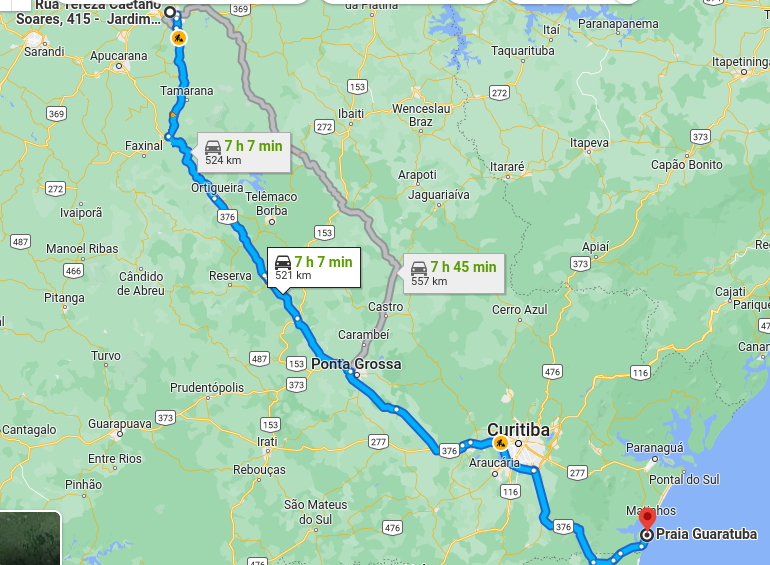 Rua Tereza Caetano
Soares, 415 - Jardim...
369
da Platina
Sarandi
Apucarana
Itaí
Paranapanema
Taquarituba
Itapetininga
Tamarana
153
272
369
Ibaiti
Wenceslau
Braz
272
373
Faxinal
7 h 7 min
524 km
Itararé
Itapeva
Capão Bonito
272
Ortigueira
Arapoti
Jaguariaíva
Telêmaco
Borba
Ivaiporã
376
153
487
Manoel Ribas
466
Apiaí
373
7 h 7 min
521 km
7 h 45 min
557 km
Cândido
de Abreu
Reserva
Pitanga
Castro
Cerro Azul
Cajati
Carambeí
Turvo
487
153
Ponta Grossa
373
476
116
Prudentópolis
Guarapuava
373
153
Cantagalo
Irati
277
376
Curitiba
Araucária
Entre Rios
Rebouças
Paranaguá
277
Pontal do Sul
Pinhão
116
São Mateus
do Sul
476
376
Praia Guaratuba